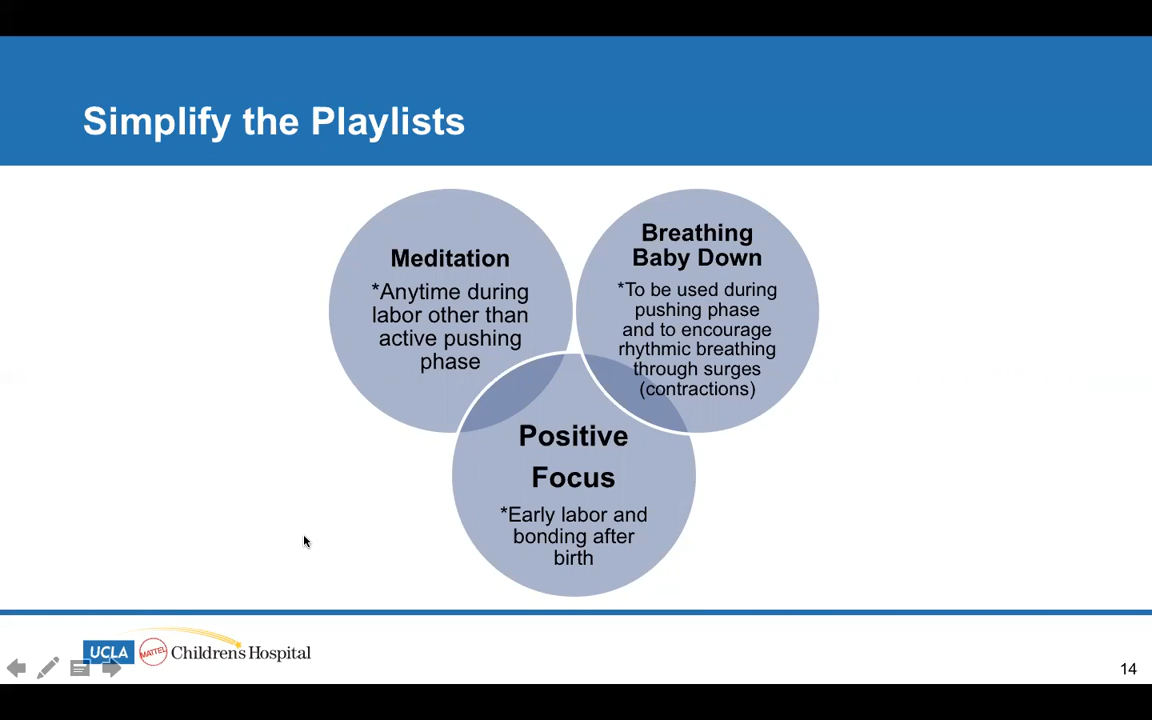 Simplify the Playlists
Meditation
*Anytime during
labor other than
active pushing
phase
Breathing
Baby Down
*To be used during
pushing phase
and to encourage
rhythmic breathing
through surges
(contractions)
Positive
Focus
*Early labor and
bonding after
birth
UCLA MATTEL Children's Hospital
14